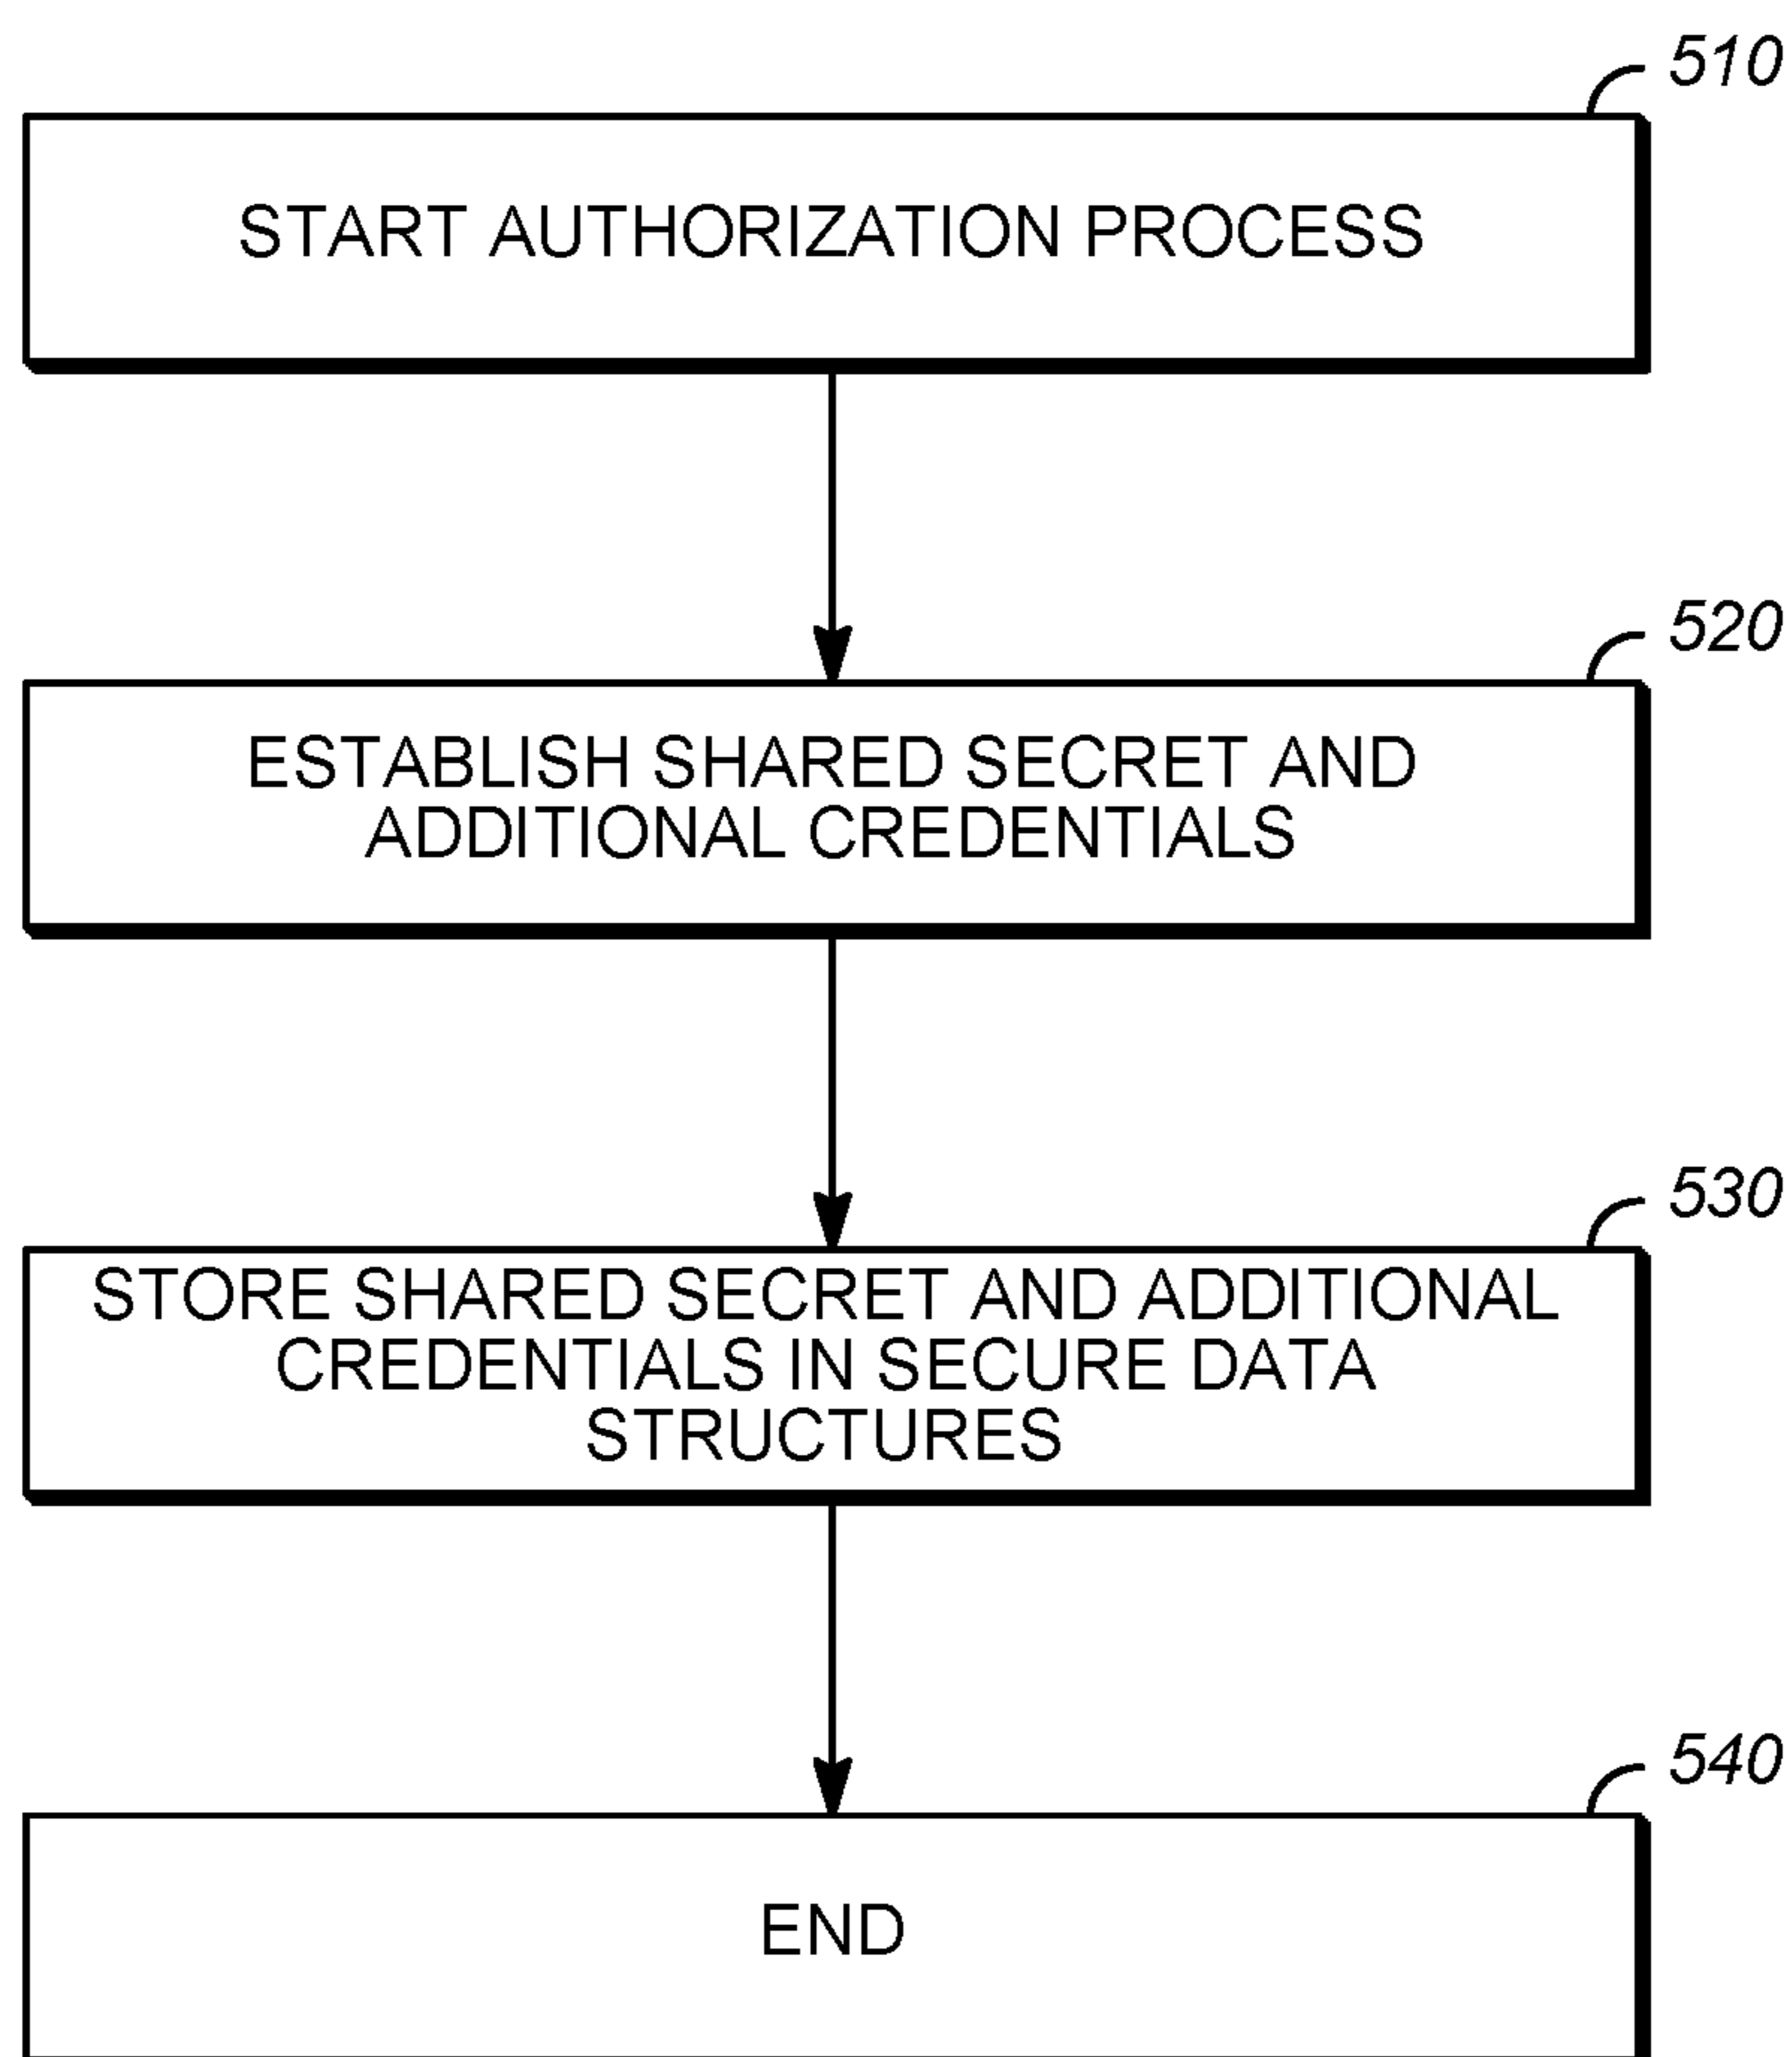 510
START AUTHORIZATION PROCESS
520
ESTABLISH SHARED SECRET AND
ADDITIONAL CREDENTIALS
530
STORE SHARED SECRET AND ADDITIONAL
CREDENTIALS IN SECURE DATA
STRUCTURES
540
END